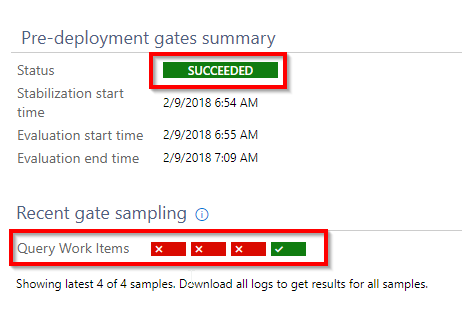 Pre-deployment gates summary
Status SUCCEEDED
Stabilization start time 2/9/2018 6:54 AM
Evaluation start time 2/9/2018 6:55 AM
Evaluation end time 2/9/2018 7:09 AM
Recent gate sampling
Query Work Items
Showing latest 4 of 4 samples. Download all logs to get results for all samples.